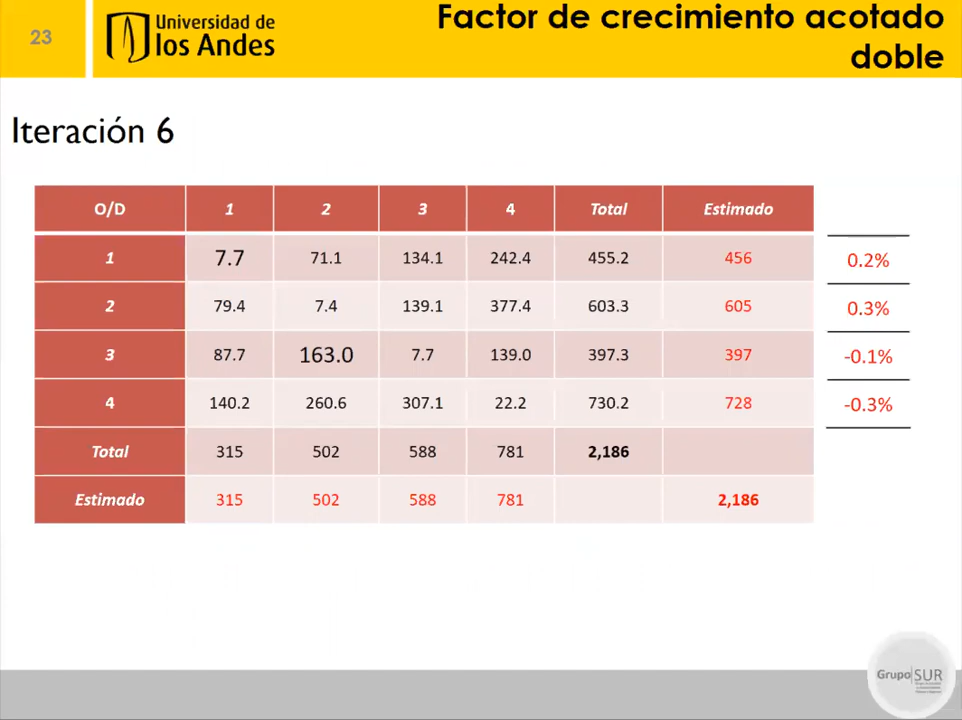 23
Universidad de
los Andes
Factor de crecimiento acotado
doble
Iteración 6
O/D 1 2 3 4 Total Estimado
1 7.7 71.1 134.1 242.4 455.2 456 0.2%
2 79.4 7.4 139.1 377.4 603.3 605 0.3%
3 87.7 163.0 7.7 139.0 397.3 397 -0.1%
4 140.2 260.6 307.1 22.2 730.2 728 -0.3%
Total 315 502 588 781 2,186
Estimado 315 502 588 781 2,186
Grupo SUR